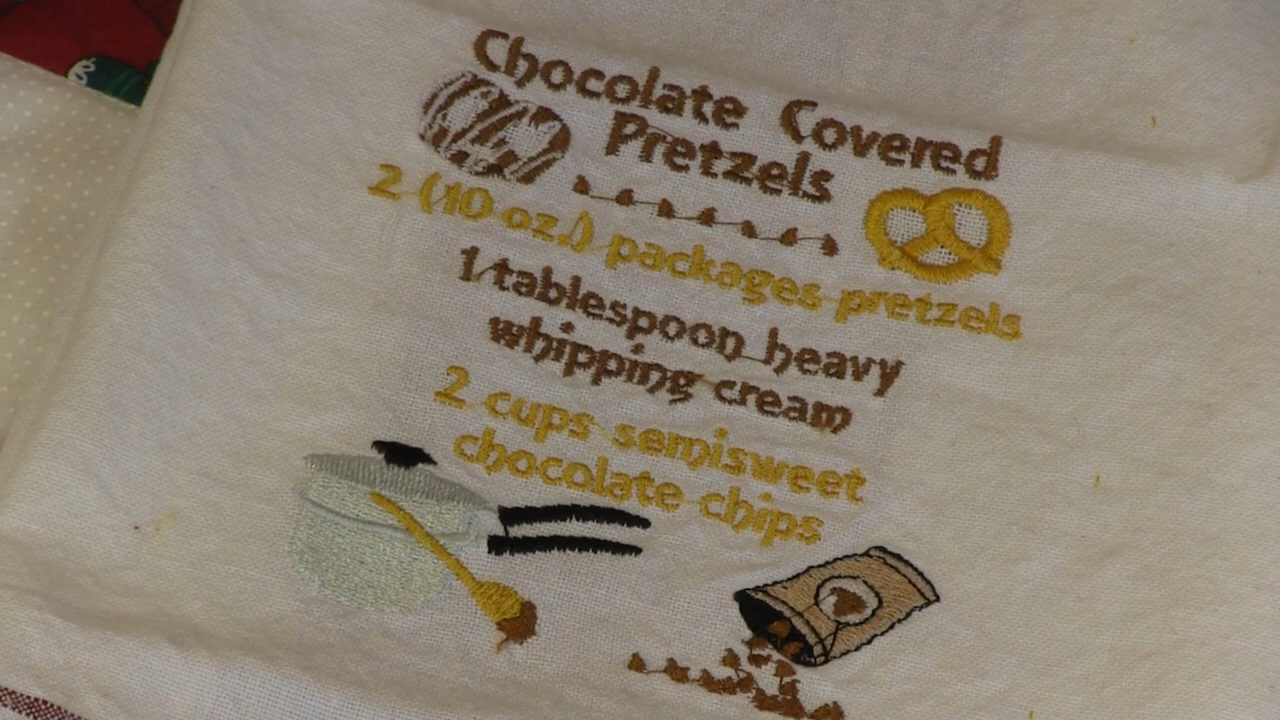 Chocolate Covered
Pretzels
2 (10 oz.) packages pretzels
1 tablespoon heavy
whipping cream
2 cups semisweet
chocolate chips